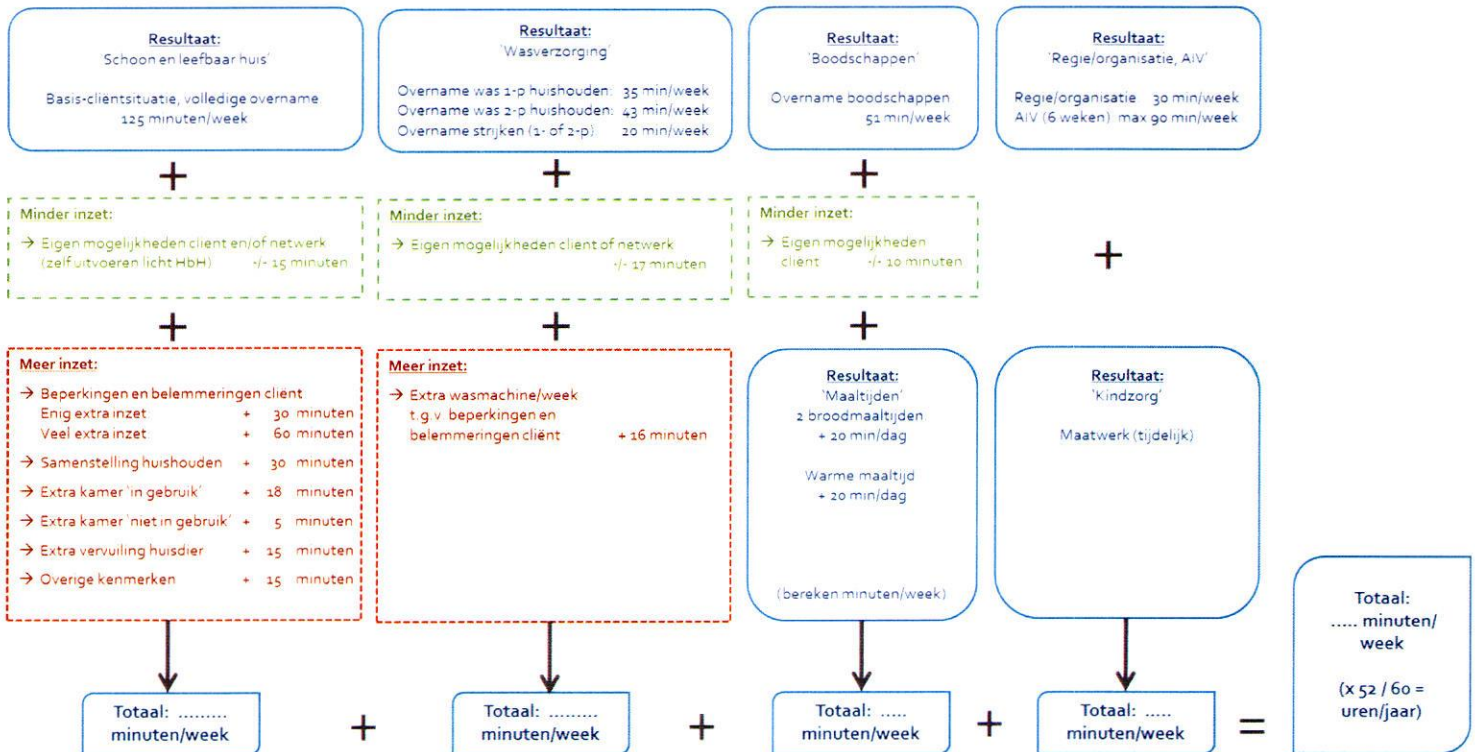 Resultaat:
'Schoon en leefbaar huis'
Basis-cliëntsituatie, volledige overname
125 minuten/week
Resultaat:
'Wasverzorging'
Overname was 1-p huishouden: 35 min/week
Overname was 2-p huishouden: 43 min/week
Overname strijken (1- of 2-p) 20 min/week
Resultaat:
'Boodschappen'
Overname boodschappen
51 min/week
Resultaat:
'Regie/organisatie, AIV'
Regie/organisatie 30 min/week
AIV (6 weken) max 90 min/week
+ + +
Minder inzet:
→ Eigen mogelijkheden client en/of netwerk
(zelf uitvoeren licht HbH) -/- 15 minuten
Minder inzet:
→ Eigen mogelijkheden client of netwerk
-/- 17 minuten
Minder inzet:
→ Eigen mogelijkheden
cliënt -/- 10 minuten
+
+ + +
Meer inzet:
→ Beperkingen en belemmeringen cliënt
Enig extra inzet + 30 minuten
Veel extra inzet + 60 minuten
→ Samenstelling huishouden + 30 minuten
→ Extra kamer 'in gebruik' + 18 minuten
→ Extra kamer 'niet in gebruik' + 5 minuten
→ Extra vervuiling huisdier + 15 minuten
→ Overige kenmerken + 15 minuten
Meer inzet:
→ Extra wasmachine/week
t.g.v. beperkingen en
belemmeringen cliënt + 16 minuten
Resultaat:
'Maaltijden'
2 broodmaaltijden
+ 20 min/dag
Warme maaltijd
+ 20 min/dag
(bereken minuten/week)
Resultaat:
'Kindzorg'
Maatwerk (tijdelijk)
Totaal: .........
minuten/week
+
Totaal: .........
minuten/week
+
Totaal: .....
minuten/week
+
Totaal: .....
minuten/week
=
Totaal:
..... minuten/
week
(x 52 / 60 =
uren/jaar)